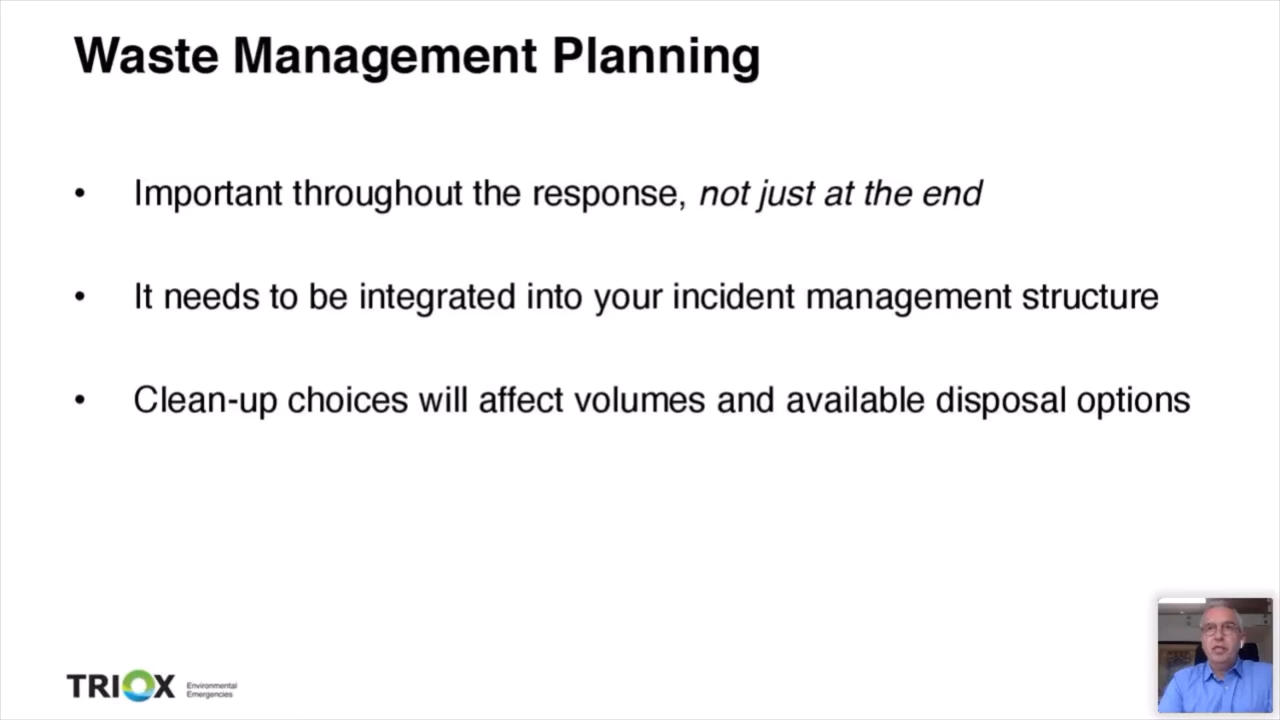 Waste Management Planning
• Important throughout the response, not just at the end
• It needs to be integrated into your incident management structure
• Clean-up choices will affect volumes and available disposal options
TRIOX Environmental
Emergencies